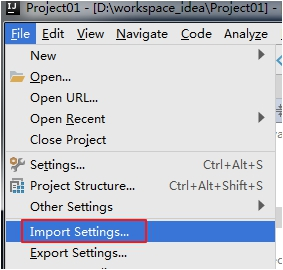 IJ Project01 - [D:\workspace_idea\Project01]
File Edit View Navigate Code Analyze
New
Open...
Open URL...
Open Recent
Close Project
Settings... Ctrl+Alt+S
Project Structure... Ctrl+Alt+Shift+S
Other Settings
Import Settings...
Export Settings...